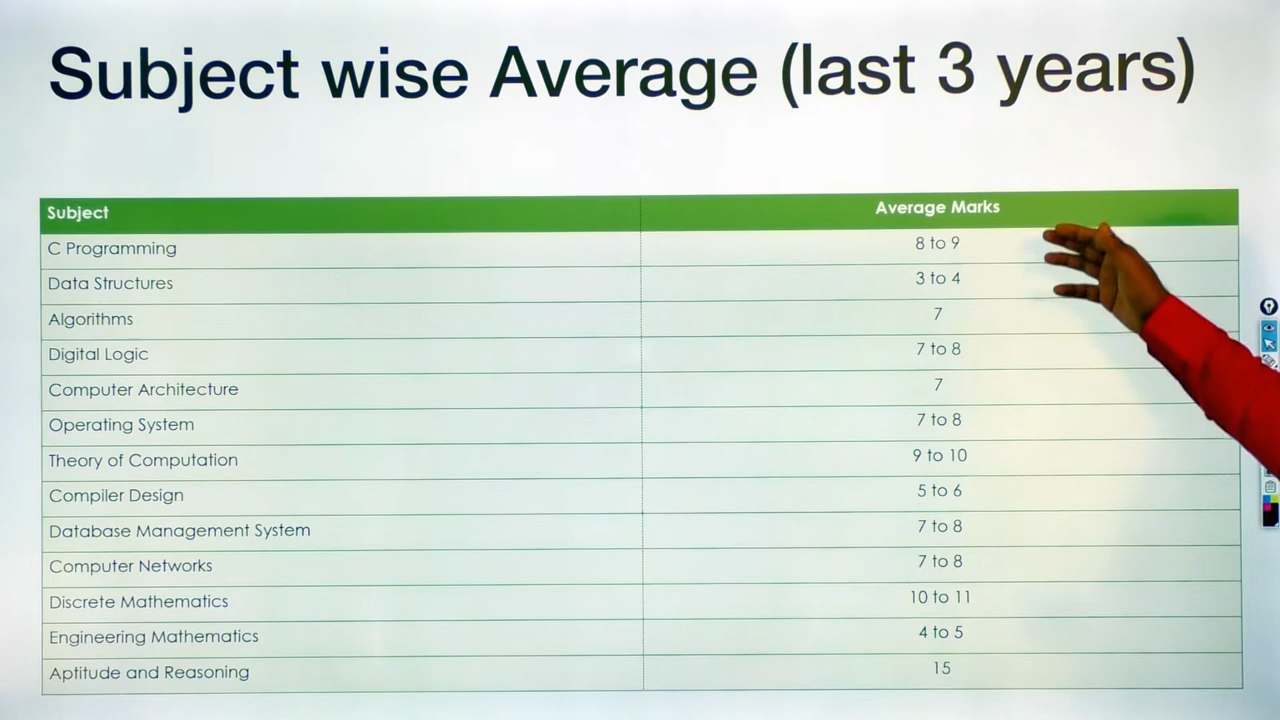 Subject wise Average (last 3 years)
Subject Average Marks
C Programming 8 to 9
Data Structures 3 to 4
Algorithms 7
Digital Logic 7 to 8
Computer Architecture 7
Operating System 7 to 8
Theory of Computation 9 to 10
Compiler Design 5 to 6
Database Management System 7 to 8
Computer Networks 7 to 8
Discrete Mathematics 10 to 11
Engineering Mathematics 4 to 5
Aptitude and Reasoning 15